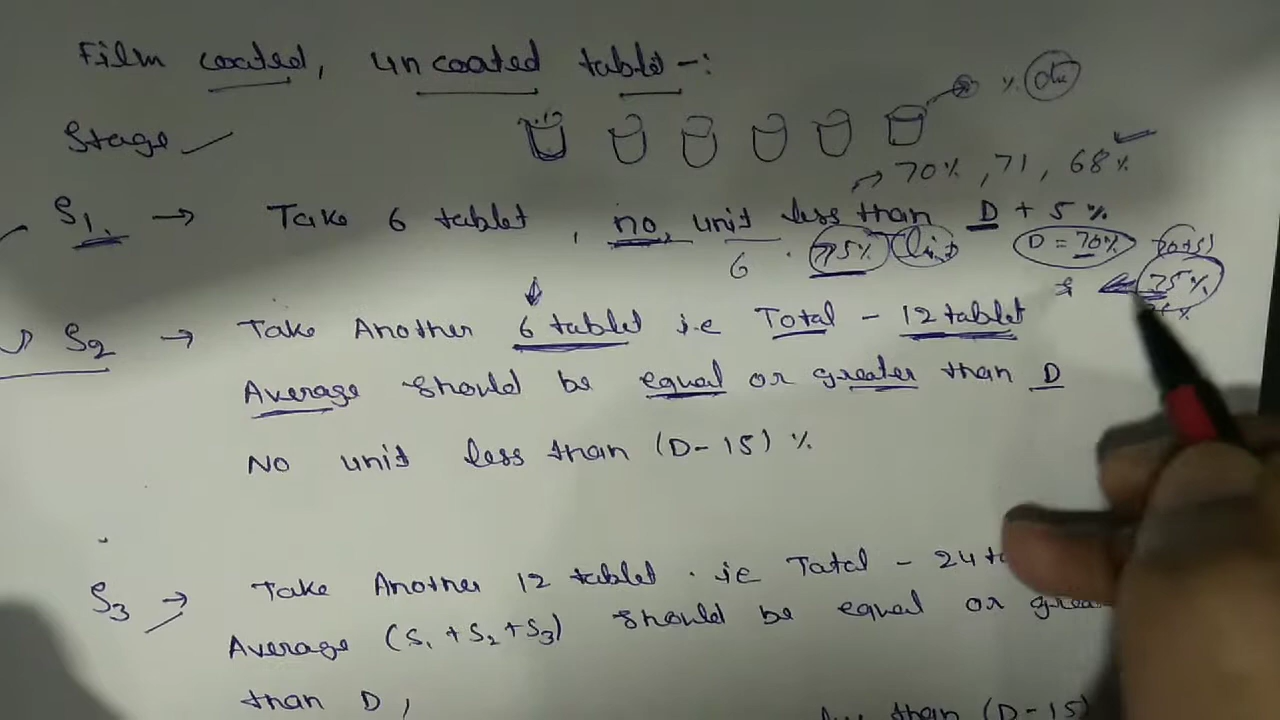 Film coated, uncoated tablet -:
% Q
Stage
70%, 71, 68%
S1. → Take 6 tablet, no, unit less than D + 5%
6 . 75% D = 70%
75%
S2 → Take Another 6 tablet i.e Total - 12 tablet
Average should be equal or greater than D
No unit less than (D-15) %
S3 → Take Another 12 tablet. ie Total - 24 t
Average (S1 + S2 + S3) should be equal or grea
than D,
than (D-15)